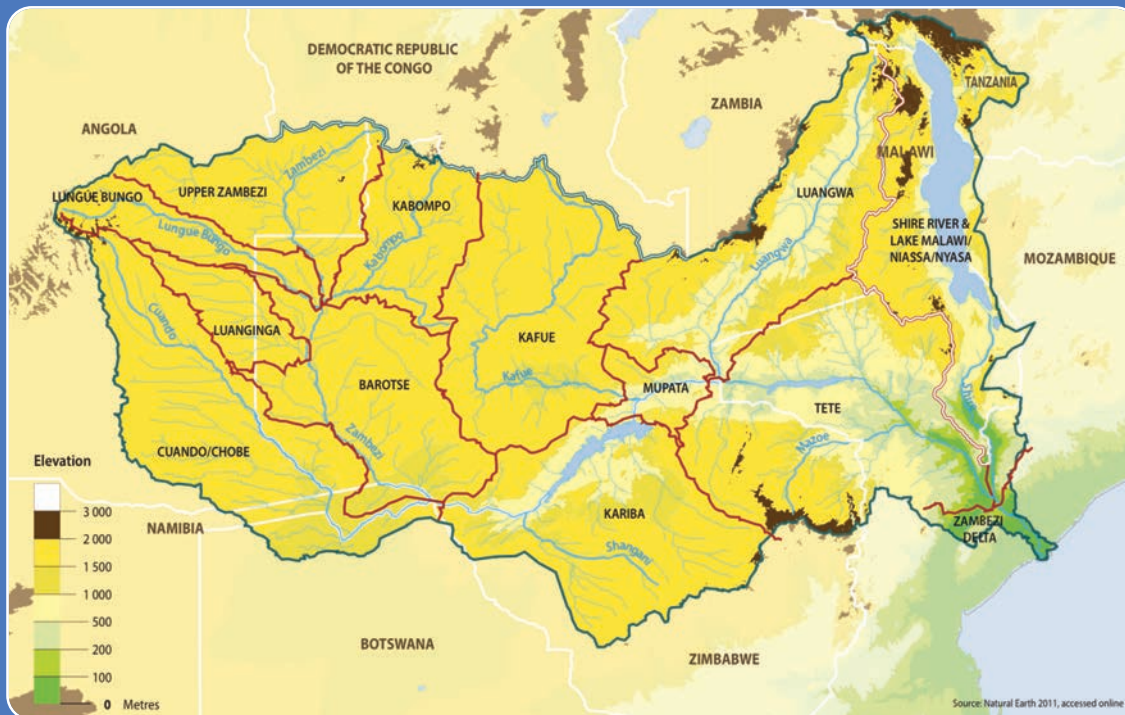 DEMOCRATIC REPUBLIC
OF THE CONGO
ZAMBIA
TANZANIA
ANGOLA
MALAWI
LUNGUE BUNGO
UPPER ZAMBEZI
Zambezi
KABOMPO
LUANGWA
Lungue Bungo
Kabompo
Luangwa
SHIRE RIVER &
LAKE MALAWI/
NIASSA/NYASA
MOZAMBIQUE
Cuando
LUANGINGA
KAFUE
BAROTSE
Kafue
MUPATA
Shire
TETE
Zambezi
Mazoe
CUANDO/CHOBE
Elevation
3 000
2 000
1 500
1 000
500
200
100
0 Metres
NAMIBIA
KARIBA
Shangani
ZAMBEZI
DELTA
BOTSWANA
ZIMBABWE
Source: Natural Earth 2011, accessed online